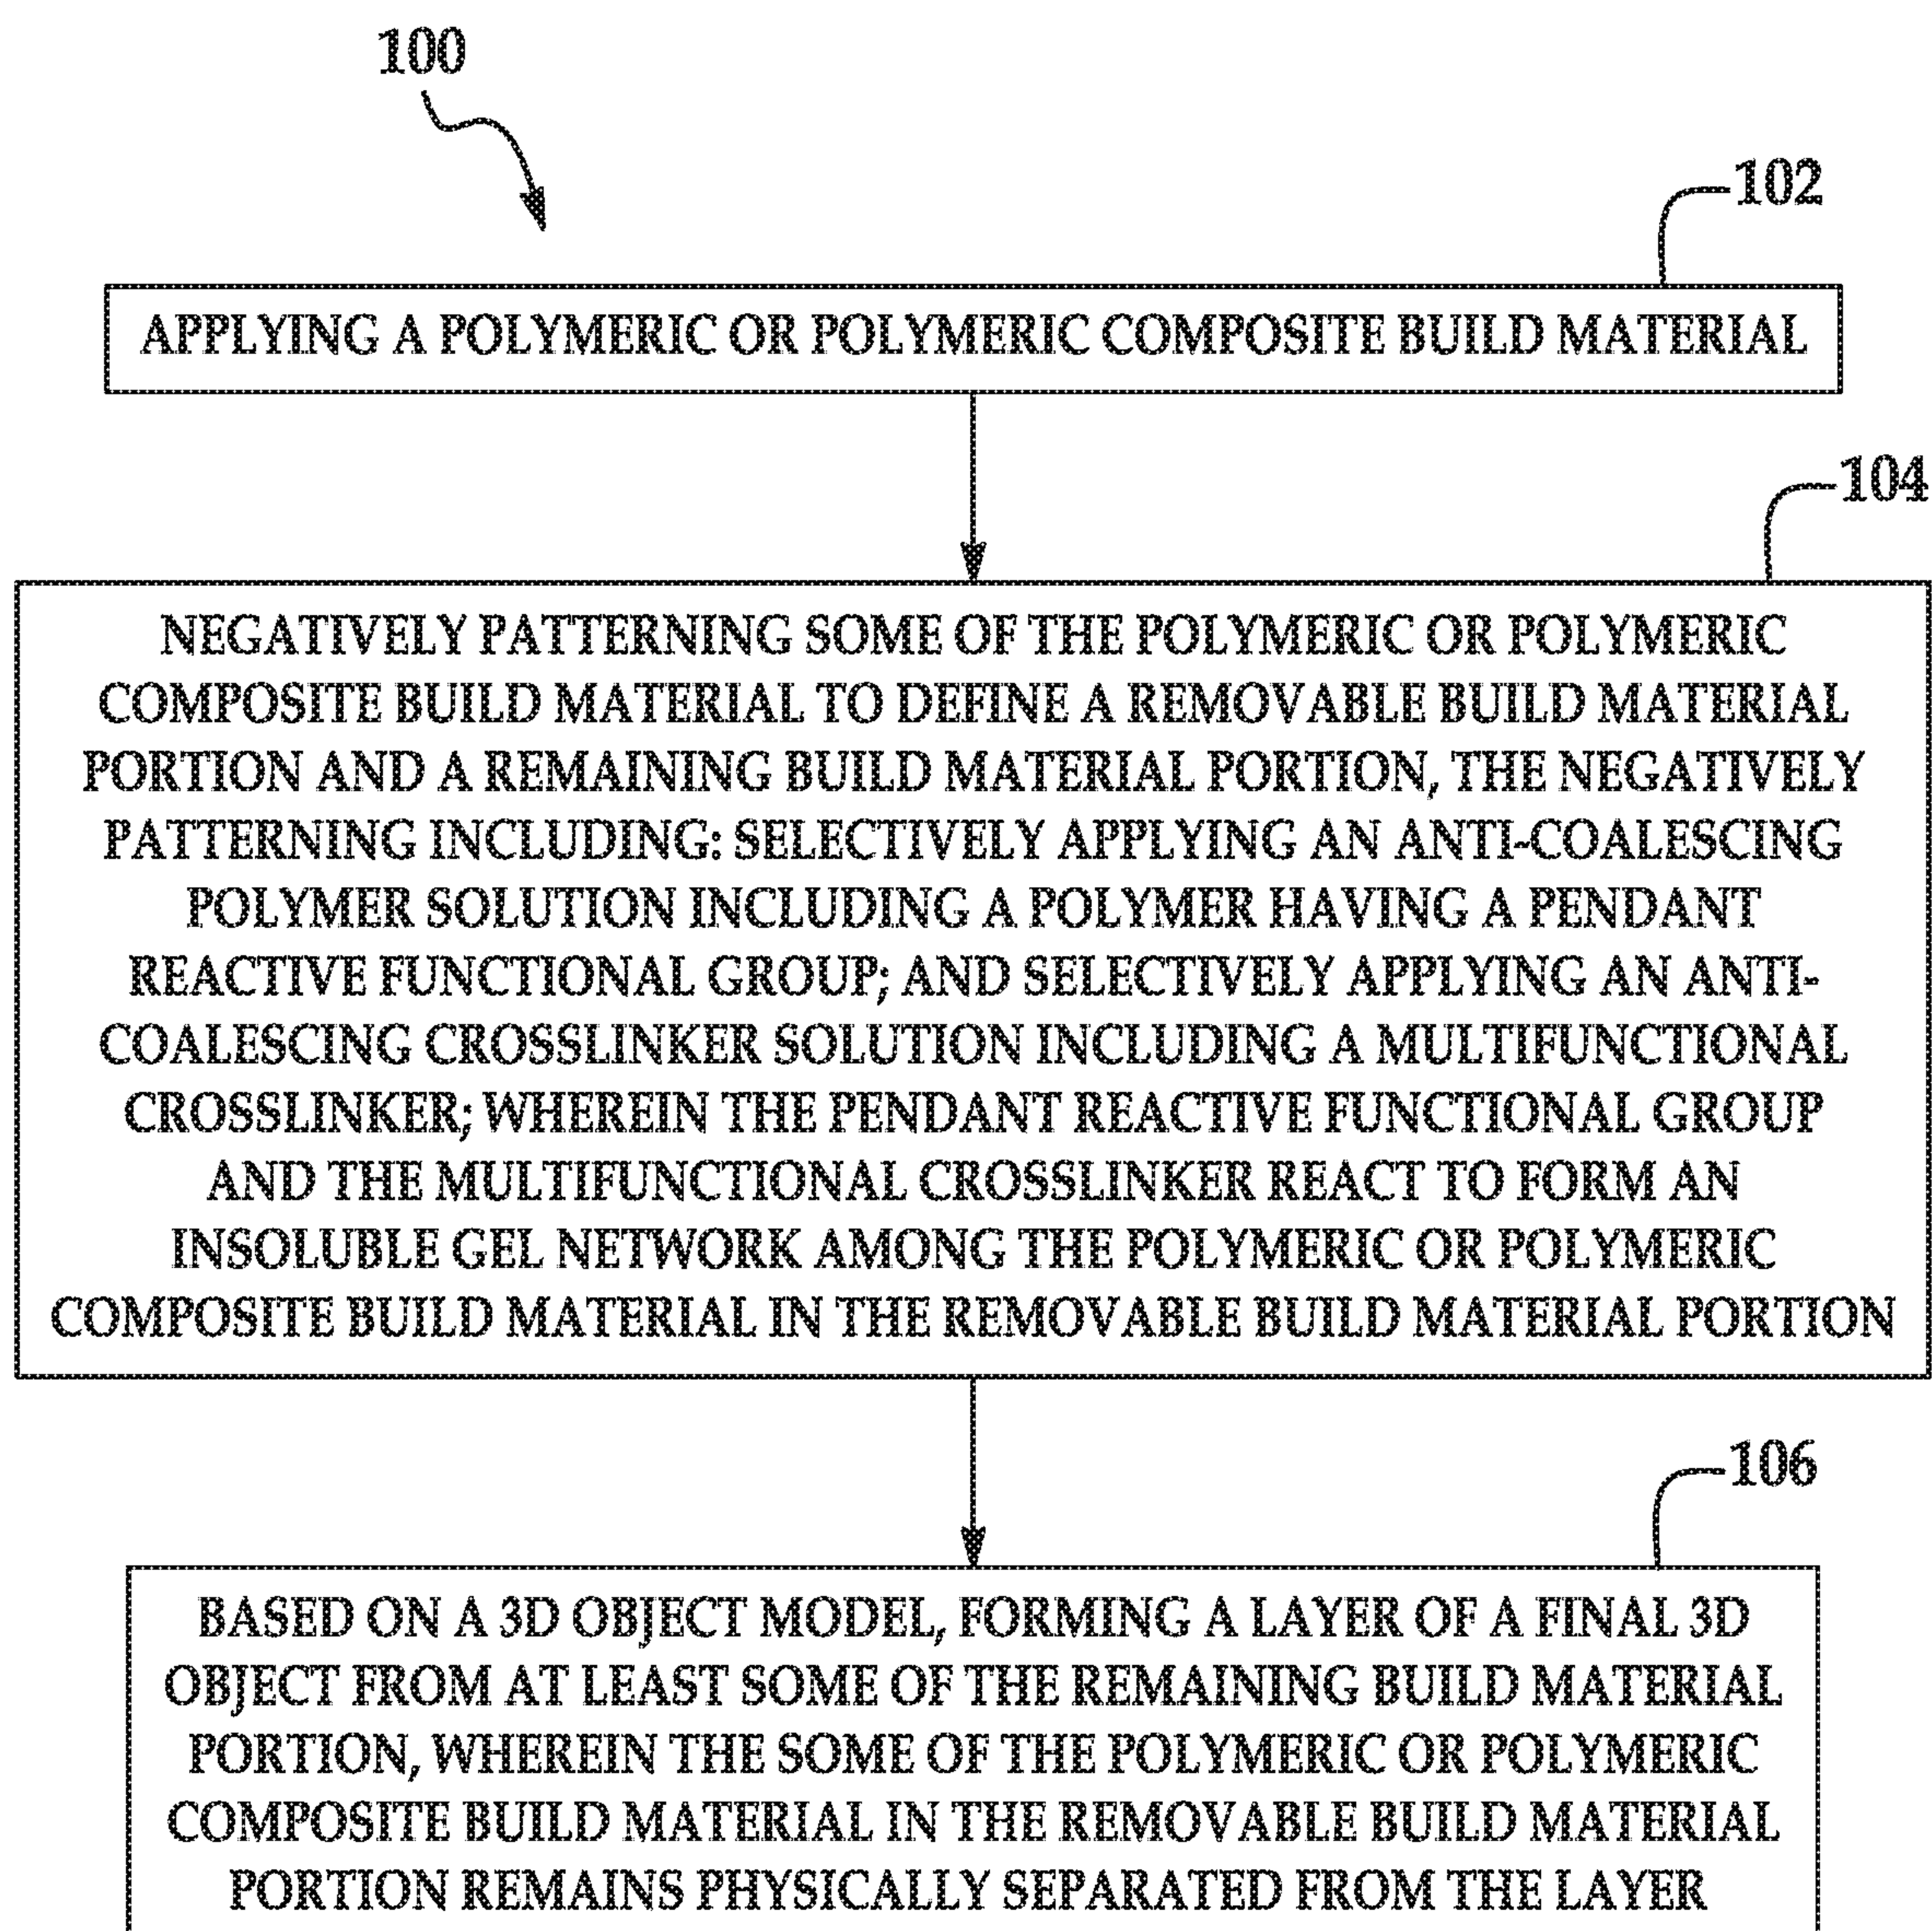 100
102
APPLYING A POLYMERIC OR POLYMERIC COMPOSITE BUILD MATERIAL
104
NEGATIVELY PATTERNING SOME OF THE POLYMERIC OR POLYMERIC
COMPOSITE BUILD MATERIAL TO DEFINE A REMOVABLE BUILD MATERIAL
PORTION AND A REMAINING BUILD MATERIAL PORTION, THE NEGATIVELY
PATTERNING INCLUDING: SELECTIVELY APPLYING AN ANTI-COALESCING
POLYMER SOLUTION INCLUDING A POLYMER HAVING A PENDANT
REACTIVE FUNCTIONAL GROUP; AND SELECTIVELY APPLYING AN ANTI-
COALESCING CROSSLINKER SOLUTION INCLUDING A MULTIFUNCTIONAL
CROSSLINKER; WHEREIN THE PENDANT REACTIVE FUNCTIONAL GROUP
AND THE MULTIFUNCTIONAL CROSSLINKER REACT TO FORM AN
INSOLUBLE GEL NETWORK AMONG THE POLYMERIC OR POLYMERIC
COMPOSITE BUILD MATERIAL IN THE REMOVABLE BUILD MATERIAL PORTION
106
BASED ON A 3D OBJECT MODEL, FORMING A LAYER OF A FINAL 3D
OBJECT FROM AT LEAST SOME OF THE REMAINING BUILD MATERIAL
PORTION, WHEREIN THE SOME OF THE POLYMERIC OR POLYMERIC
COMPOSITE BUILD MATERIAL IN THE REMOVABLE BUILD MATERIAL
PORTION REMAINS PHYSICALLY SEPARATED FROM THE LAYER